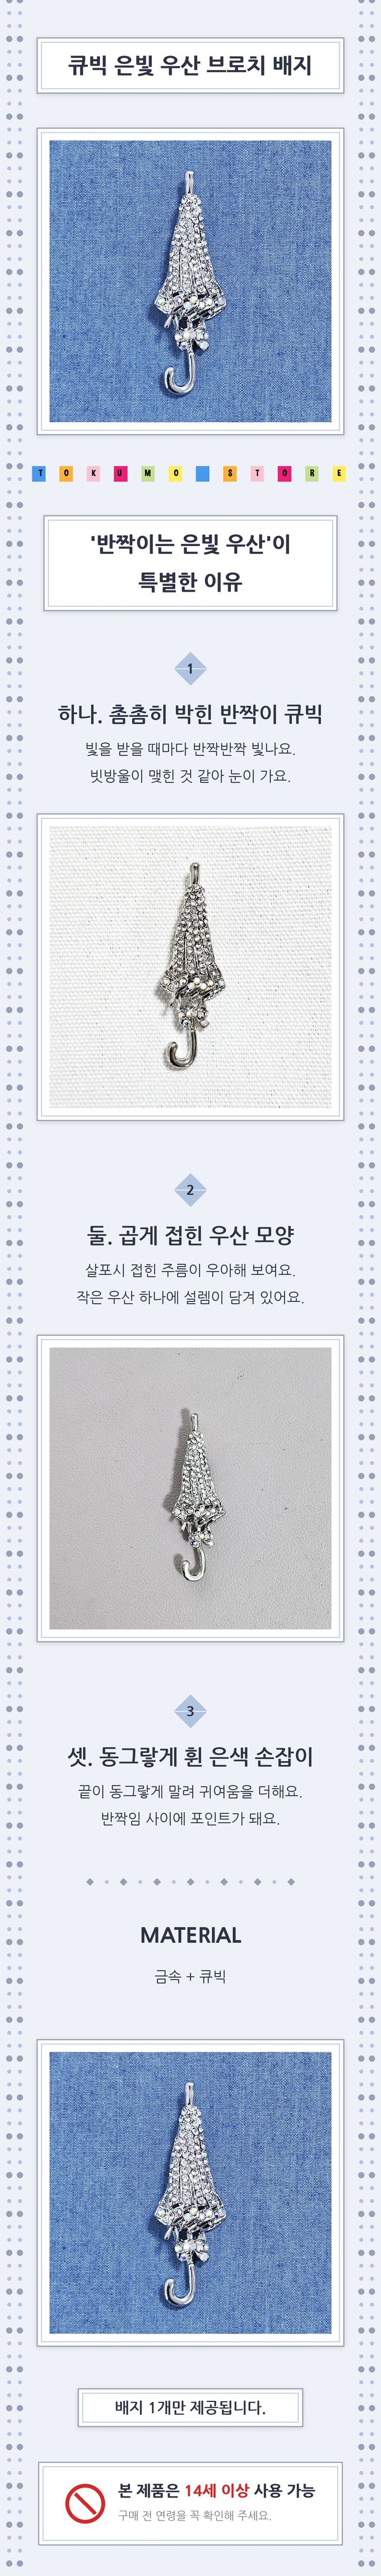 큐빅 은빛 우산 브로치 배지
TOKUMO STORE
'반짝이는 은빛 우산'이
특별한 이유
1
하나. 촘촘히 박힌 반짝이 큐빅
빛을 받을 때마다 반짝반짝 빛나요.
빗방울이 맺힌 것 같아 눈이 가요.
2
둘. 곱게 접힌 우산 모양
살포시 접힌 주름이 우아해 보여요.
작은 우산 하나에 설렘이 담겨 있어요.
3
셋. 동그랗게 휜 은색 손잡이
끝이 동그랗게 말려 귀여움을 더해요.
반짝임 사이에 포인트가 돼요.
MATERIAL
금속 + 큐빅
배지 1개만 제공됩니다.
본 제품은 14세 이상 사용 가능
구매 전 연령을 꼭 확인해 주세요.